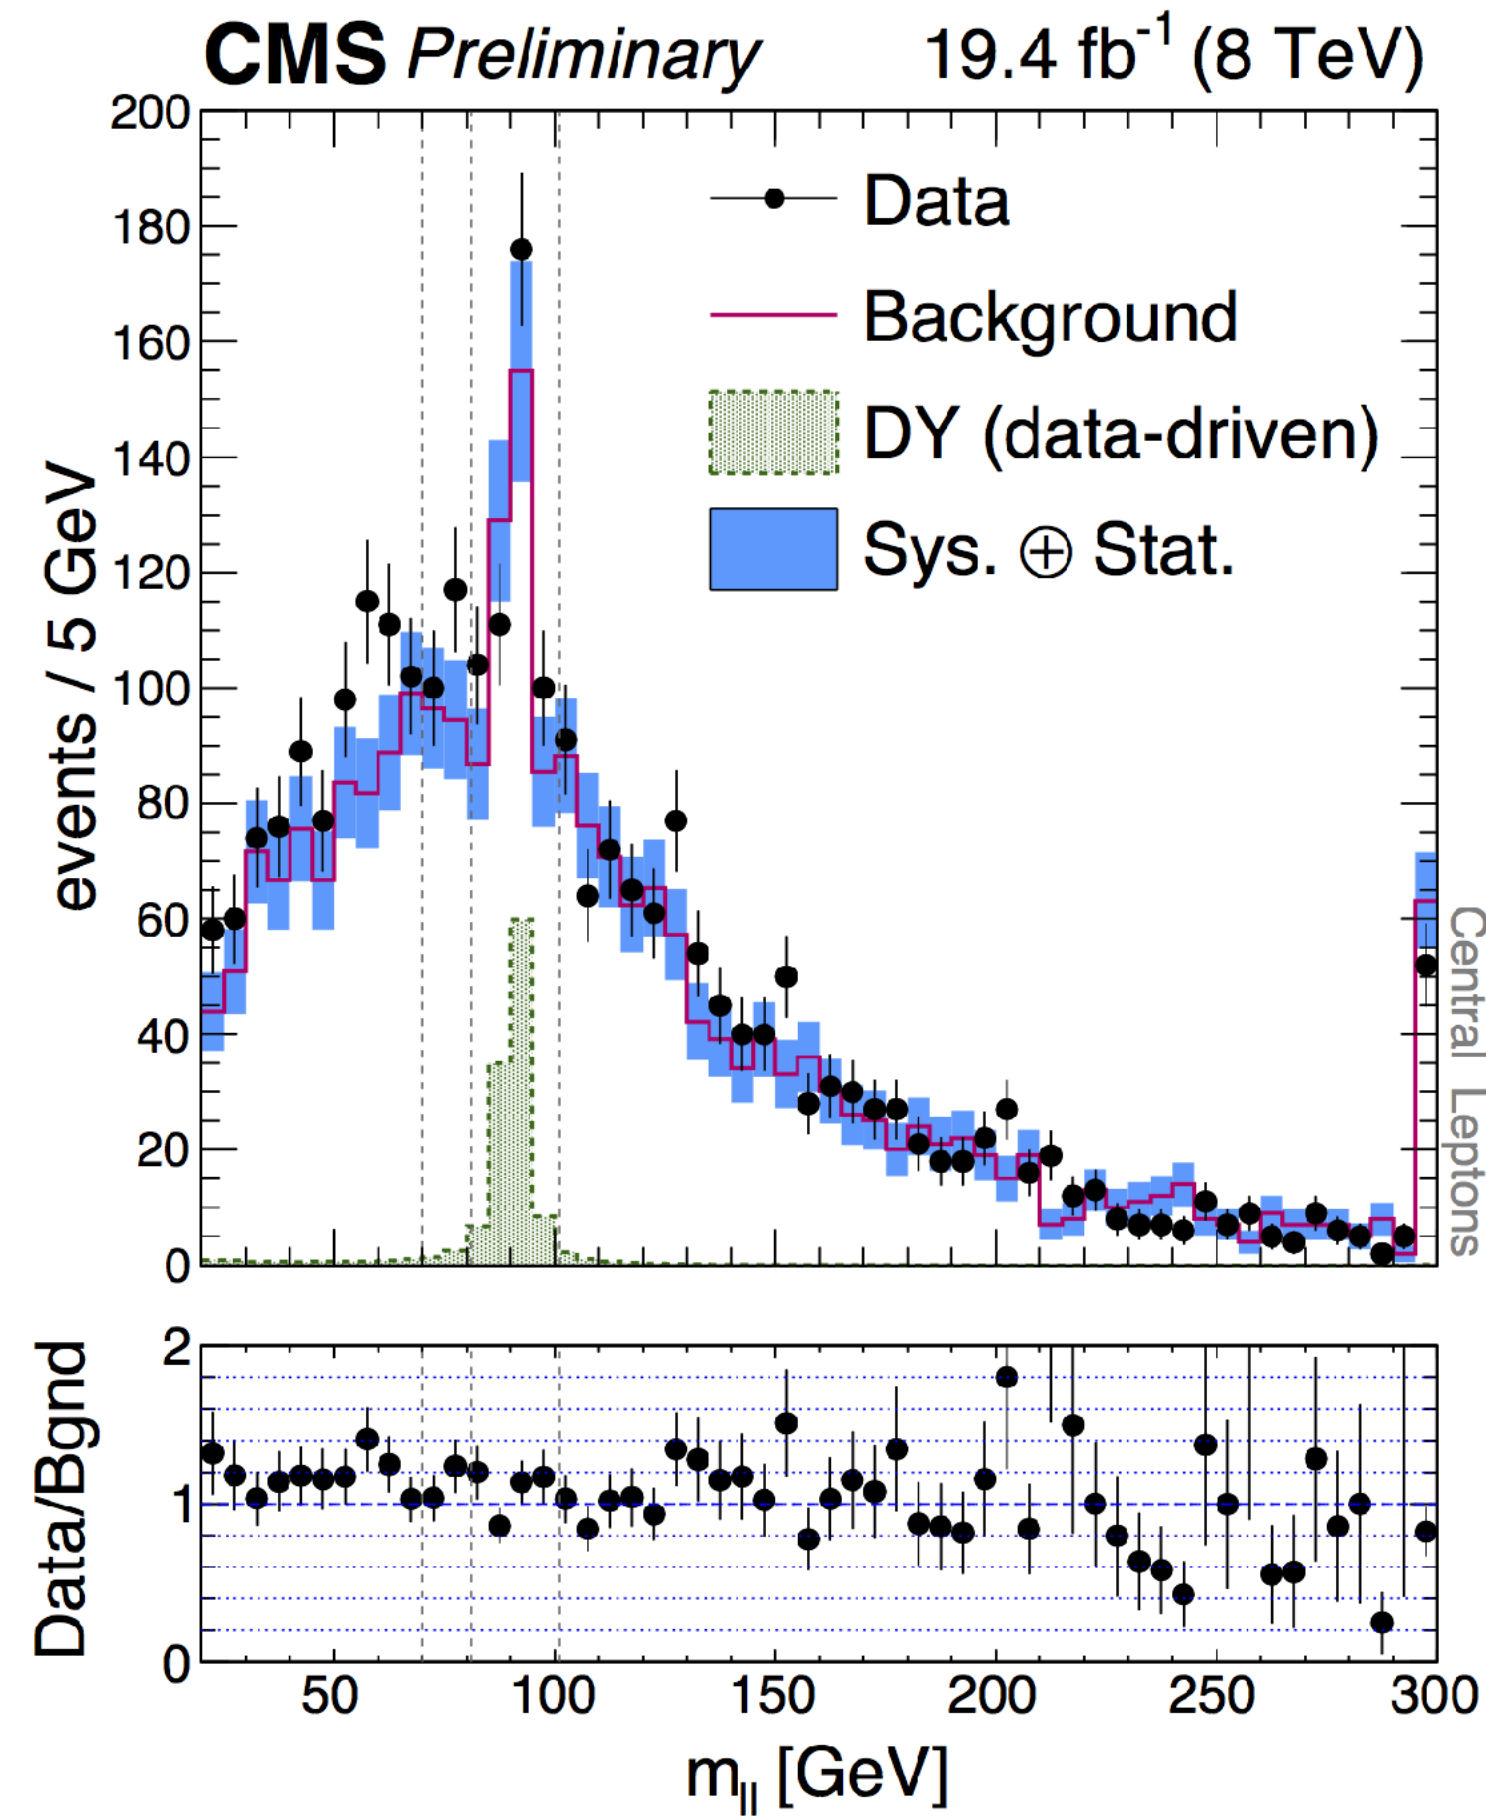 CMS Preliminary 19.4 fb⁻¹ (8 TeV)
200
180
160
140
120
100
80
60
40
20
0
events / 5 GeV
Data
Background
DY (data-driven)
Sys. ⊕ Stat.
Central Leptons
2
1
0
Data/Bgnd
50 100 150 200 250 300
m_ll [GeV]